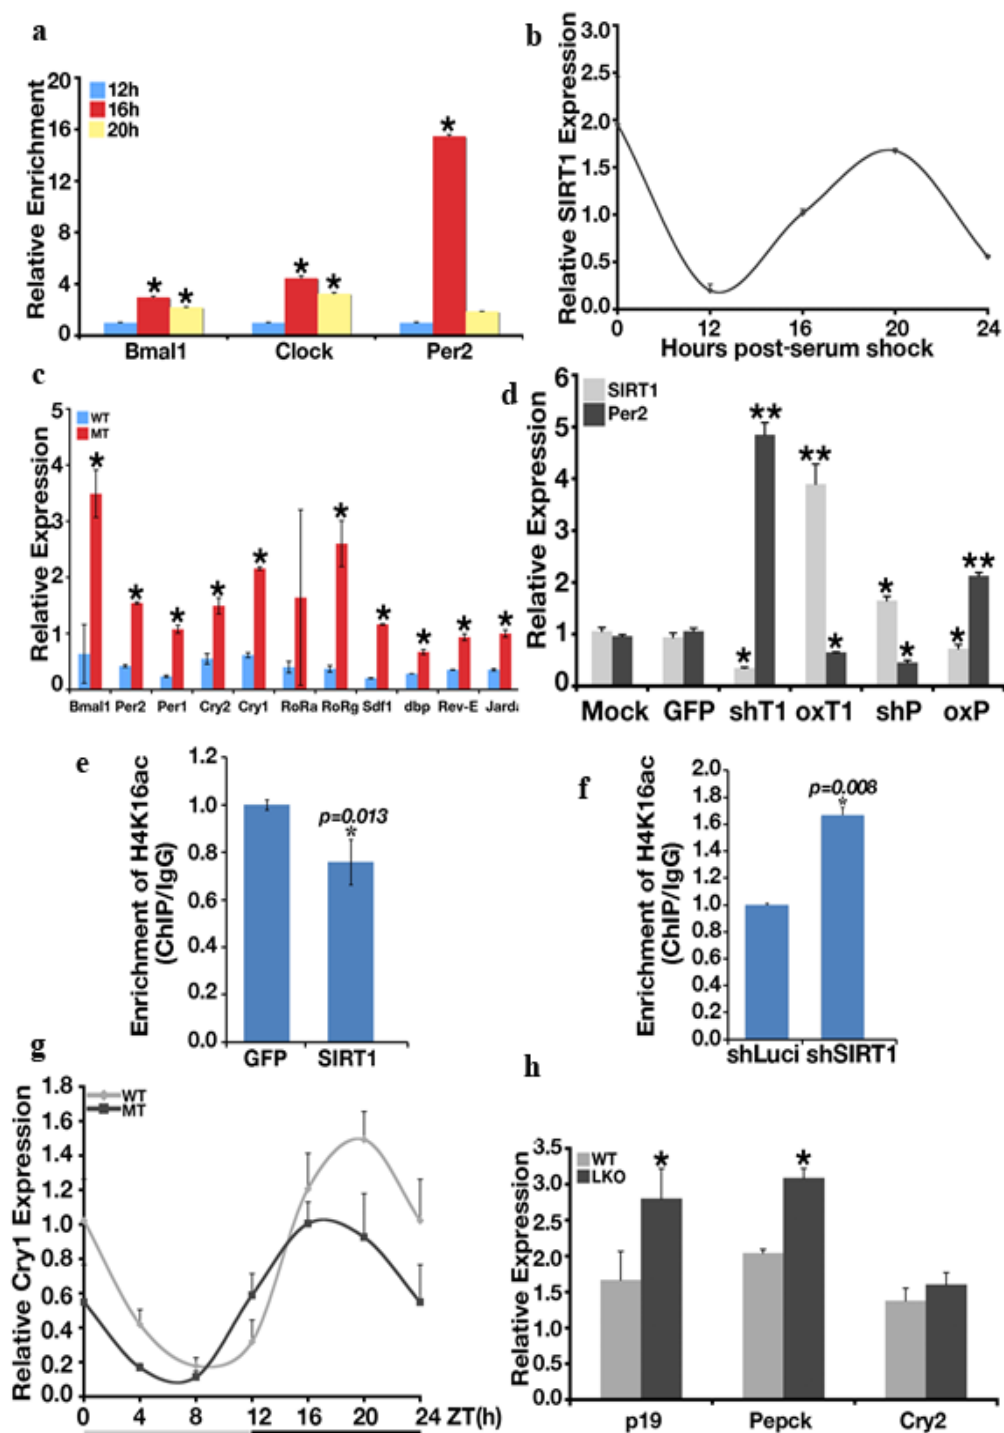 a
Relative Enrichment
20
16
12
8
4
0
12h
16h
20h
*
*
*
*
*
Bmal1 Clock Per2
b
Relative SIRT1 Expression
3.0
2.5
2.0
1.5
1.0
0.5
0.0
0 12 16 20 24
Hours post-serum shock
c
Relative Expression
5
4
3
2
1
0
WT
MT
*
*
*
*
*
*
*
*
*
*
Bmal1 Per2 Per1 Cry2 Cry1 RoRa RoRg Sdf1 dbp Rev-E Jarda
d
Relative Expression
6
5
4
3
2
1
0
SIRT1
Per2
*
**
**
*
*
*
*
**
Mock GFP shT1 oxT1 shP oxP
e
Enrichment of H4K16ac
(ChIP/IgG)
1.2
1.0
0.8
0.6
0.4
0.2
0.0
p=0.013
*
GFP SIRT1
f
Enrichment of H4K16ac
(ChIP/IgG)
2.0
1.8
1.6
1.4
1.2
1.0
0.8
0.6
0.4
0.2
0.0
p=0.008
*
shLuci shSIRT1
g
Relative Cry1 Expression
1.8
1.6
1.4
1.2
1.0
0.8
0.6
0.4
0.2
0.0
WT
MT
0 4 8 12 16 20 24 ZT(h)
h
Relative Expression
3.5
3.0
2.5
2.0
1.5
1.0
0.5
0.0
WT
LKO
*
*
p19 Pepck Cry2